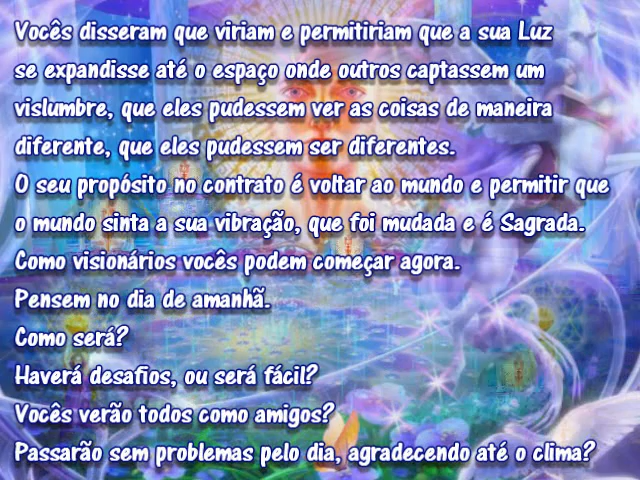 Vocês disseram que viriam e permitiriam que a sua Luz
se expandisse até o espaço onde outros captassem um
vislumbre, que eles pudessem ver as coisas de maneira
diferente, que eles pudessem ser diferentes.
O seu propósito no contrato é voltar ao mundo e permitir que
o mundo sinta a sua vibração, que foi mudada e é Sagrada.
Como visionários vocês podem começar agora.
Pensem no dia de amanhã.
Como será?
Haverá desafios, ou será fácil?
Vocês verão todos como amigos?
Passarão sem problemas pelo dia, agradecendo até o clima?